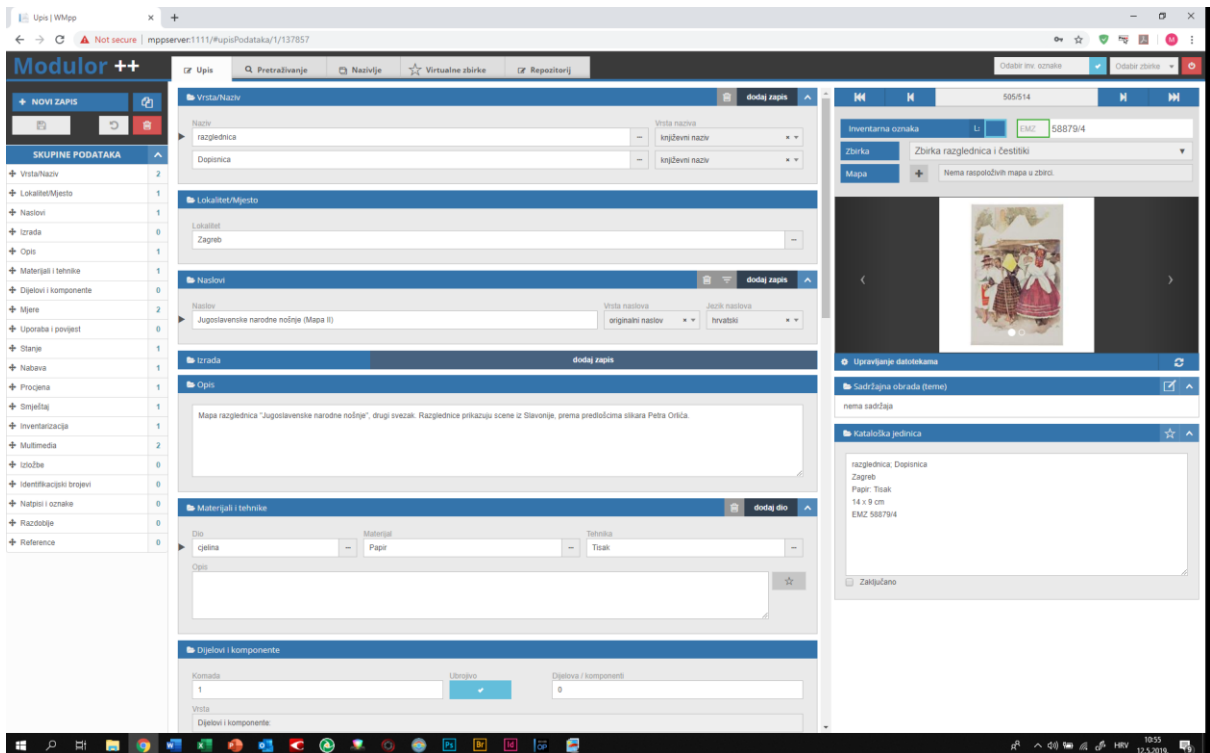 Upis | WMpp
Not secure | mppserver:1111/#upisPodataka/1/137857
Modulor ++
Upis
Pretraživanje
Nazivlje
Virtualne zbirke
Repozitorij
Odabir inv. oznake
Odabir zbirke
+ NOVI ZAPIS
SKUPINE PODATAKA
Vrsta/Naziv 2
Lokalitet/Mjesto 1
Naslovi 1
Izrada 0
Opis 1
Materijali i tehnike 1
Dijelovi i komponente 0
Mjere 2
Uporaba i povijest 0
Stanje 1
Nabava 1
Procjena 1
Smještaj 1
Inventarizacija 1
Multimedia 2
Izložbe 0
Identifikacijski brojevi 0
Natpisi i oznake 0
Razdoblje 0
Reference 0
Vrsta/Naziv
dodaj zapis
Naziv Vrsta naziva
razglednica književni naziv
Dopisnica književni naziv
Lokalitet/Mjesto
Lokalitet
Zagreb
Naslovi
dodaj zapis
Naslov Vrsta naslova Jezik naslova
Jugoslavenske narodne nošnje (Mapa II) originalni naslov hrvatski
Izrada dodaj zapis
Opis
Mapa razglednica "Jugoslavenske narodne nošnje", drugi svezak. Razglednice prikazuju scene iz Slavonije, prema predlošcima slikara Petra Orlića.
Materijali i tehnike
dodaj dio
Dio Materijal Tehnika
cjelina Papir Tisak
Opis
Dijelovi i komponente
Komada Ubrojivo Dijelova / komponenti
1 0
Vrsta
Dijelovi i komponente:
505/514
Inventarna oznaka L: EMZ 58879/4
Zbirka Zbirka razglednica i čestitiki
Mapa + Nema raspoloživih mapa u zbirci.
Upravljanje datotekama
Sadržajna obrada (teme)
nema sadržaja
Kataloška jedinica
razglednica; Dopisnica
Zagreb
Papir: Tisak
14 x 9 cm
EMZ 58879/4
Zaključano
HRV
10:55
12.5.2019.